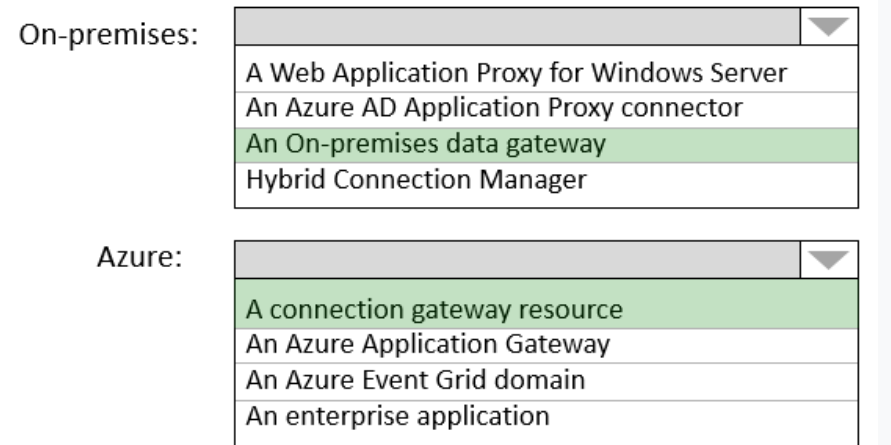 On-premises:
A Web Application Proxy for Windows Server
An Azure AD Application Proxy connector
An On-premises data gateway
Hybrid Connection Manager
Azure:
A connection gateway resource
An Azure Application Gateway
An Azure Event Grid domain
An enterprise application